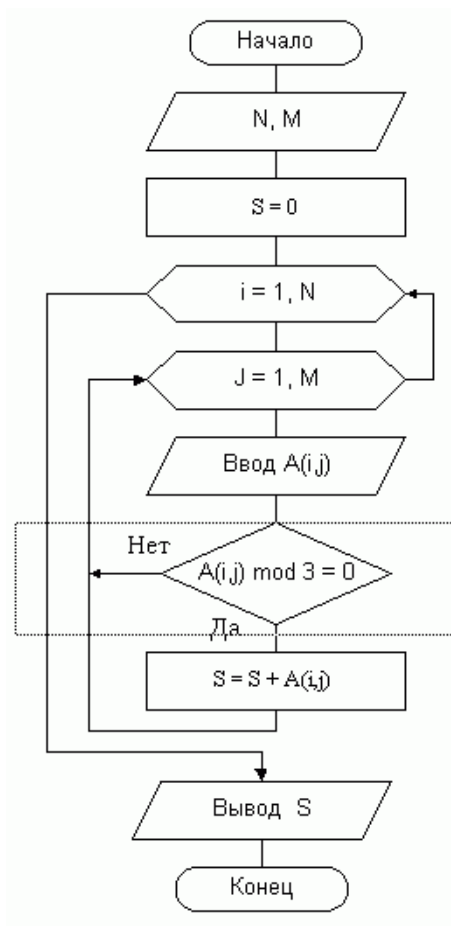 Начало
N, M
S = 0
i = 1, N
J = 1, M
Ввод A(i,j)
Нет
A(i,j) mod 3 = 0
Да
S = S + A(i,j)
Вывод S
Конец